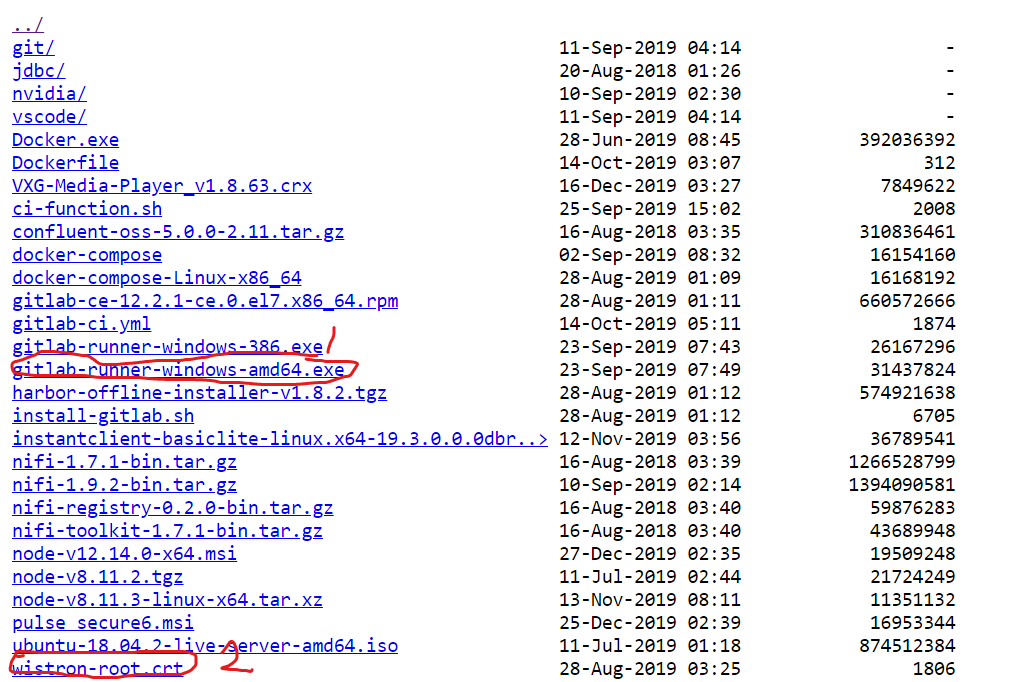 ../
git/ 11-Sep-2019 04:14 -
jdbc/ 20-Aug-2018 01:26 -
nvidia/ 10-Sep-2019 02:30 -
vscode/ 11-Sep-2019 04:14 -
Docker.exe 28-Jun-2019 08:45 392036392
Dockerfile 14-Oct-2019 03:07 312
VXG-Media-Player_v1.8.63.crx 16-Dec-2019 03:27 7849622
ci-function.sh 25-Sep-2019 15:02 2008
confluent-oss-5.0.0-2.11.tar.gz 16-Aug-2018 03:35 310836461
docker-compose 02-Sep-2019 08:32 16154160
docker-compose-Linux-x86_64 28-Aug-2019 01:09 16168192
gitlab-ce-12.2.1-ce.0.el7.x86_64.rpm 28-Aug-2019 01:11 660572666
gitlab-ci.yml 14-Oct-2019 05:11 1874
gitlab-runner-windows-386.exe 1 23-Sep-2019 07:43 26167296
gitlab-runner-windows-amd64.exe 23-Sep-2019 07:49 31437824
harbor-offline-installer-v1.8.2.tgz 28-Aug-2019 01:12 574921638
install-gitlab.sh 28-Aug-2019 01:12 6705
instantclient-basiclite-linux.x64-19.3.0.0.0dbr..> 12-Nov-2019 03:56 36789541
nifi-1.7.1-bin.tar.gz 16-Aug-2018 03:39 1266528799
nifi-1.9.2-bin.tar.gz 10-Sep-2019 02:14 1394090581
nifi-registry-0.2.0-bin.tar.gz 16-Aug-2018 03:40 59876283
nifi-toolkit-1.7.1-bin.tar.gz 16-Aug-2018 03:40 43689948
node-v12.14.0-x64.msi 27-Dec-2019 02:35 19509248
node-v8.11.2.tgz 11-Jul-2019 02:44 21724249
node-v8.11.3-linux-x64.tar.xz 13-Nov-2019 08:11 11351132
pulse secure6.msi 25-Dec-2019 02:39 16953344
ubuntu-18.04.2-live-server-amd64.iso 11-Jul-2019 01:18 874512384
wistron-root.crt 2 28-Aug-2019 03:25 1806